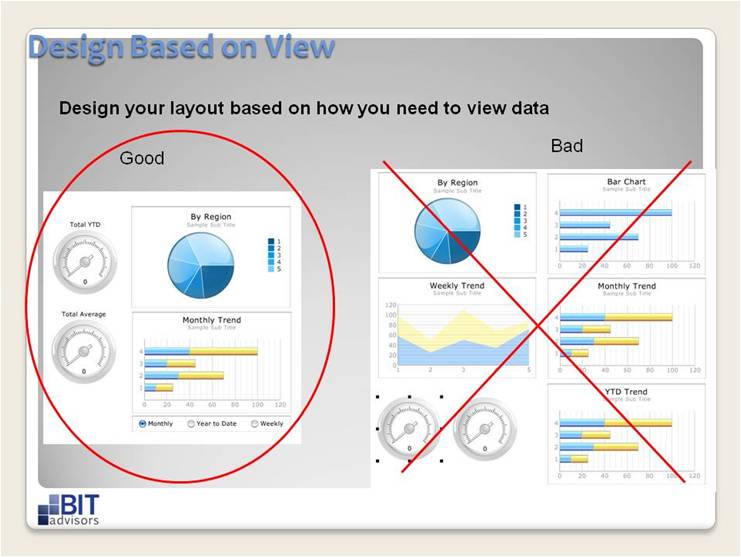 Design Based on View
Design your layout based on how you need to view data
Good
Total YTD
0
Total Average
0
By Region
Sample Sub Title
1
2
3
4
5
Monthly Trend
Sample Sub Title
4
3
2
1
0 20 40 60 80 100 120
Monthly Year to Date Weekly
Bad
By Region
Sample Sub Title
1
2
3
4
5
Bar Chart
Sample Sub Title
4
3
2
1
0 20 40 60 80 100 120
Weekly Trend
Sample Sub Title
120
100
80
60
40
20
0
1 2 3 5
Monthly Trend
Sample Sub Title
4
3
2
1
0 20 40 60 80 100 120
0
0
YTD Trend
Sample Sub Title
4
3
2
1
0 20 40 60 80 100 120
BIT
advisors